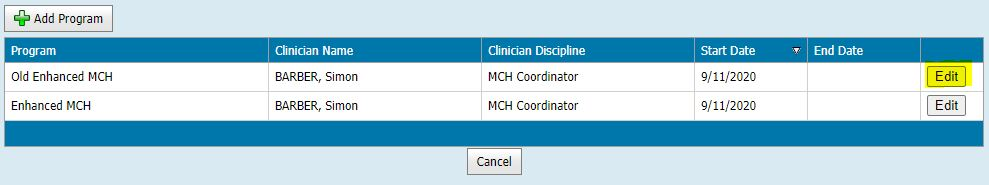 Add Program
Program Clinician Name Clinician Discipline Start Date End Date
Old Enhanced MCH BARBER, Simon MCH Coordinator 9/11/2020 Edit
Enhanced MCH BARBER, Simon MCH Coordinator 9/11/2020 Edit
Cancel